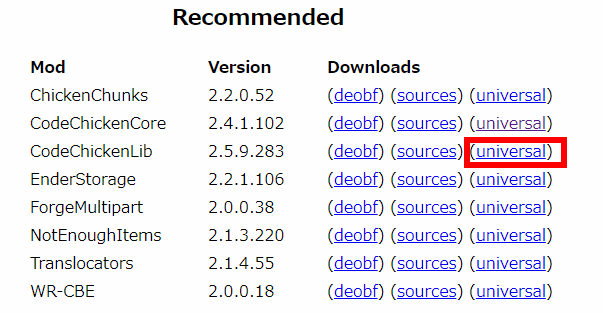 Recommended
Mod Version Downloads
ChickenChunks 2.2.0.52 (deobf) (sources) (universal)
CodeChickenCore 2.4.1.102 (deobf) (sources) (universal)
CodeChickenLib 2.5.9.283 (deobf) (sources) (universal)
EnderStorage 2.2.1.106 (deobf) (sources) (universal)
ForgeMultipart 2.0.0.38 (deobf) (sources) (universal)
NotEnoughItems 2.1.3.220 (deobf) (sources) (universal)
Translocators 2.1.4.55 (deobf) (sources) (universal)
WR-CBE 2.0.0.18 (deobf) (sources) (universal)